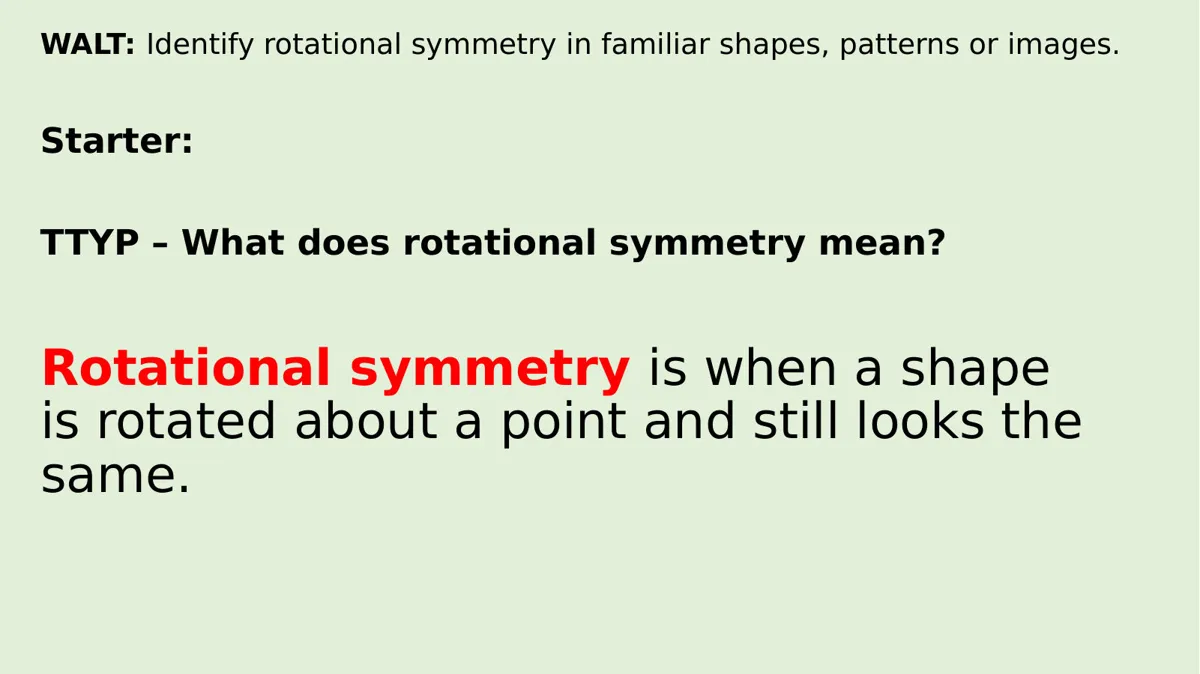 WALT: Identify rotational symmetry in familiar shapes, patterns or images.
Starter:
TTYP – What does rotational symmetry mean?
Rotational symmetry is when a shape
is rotated about a point and still looks the
same.